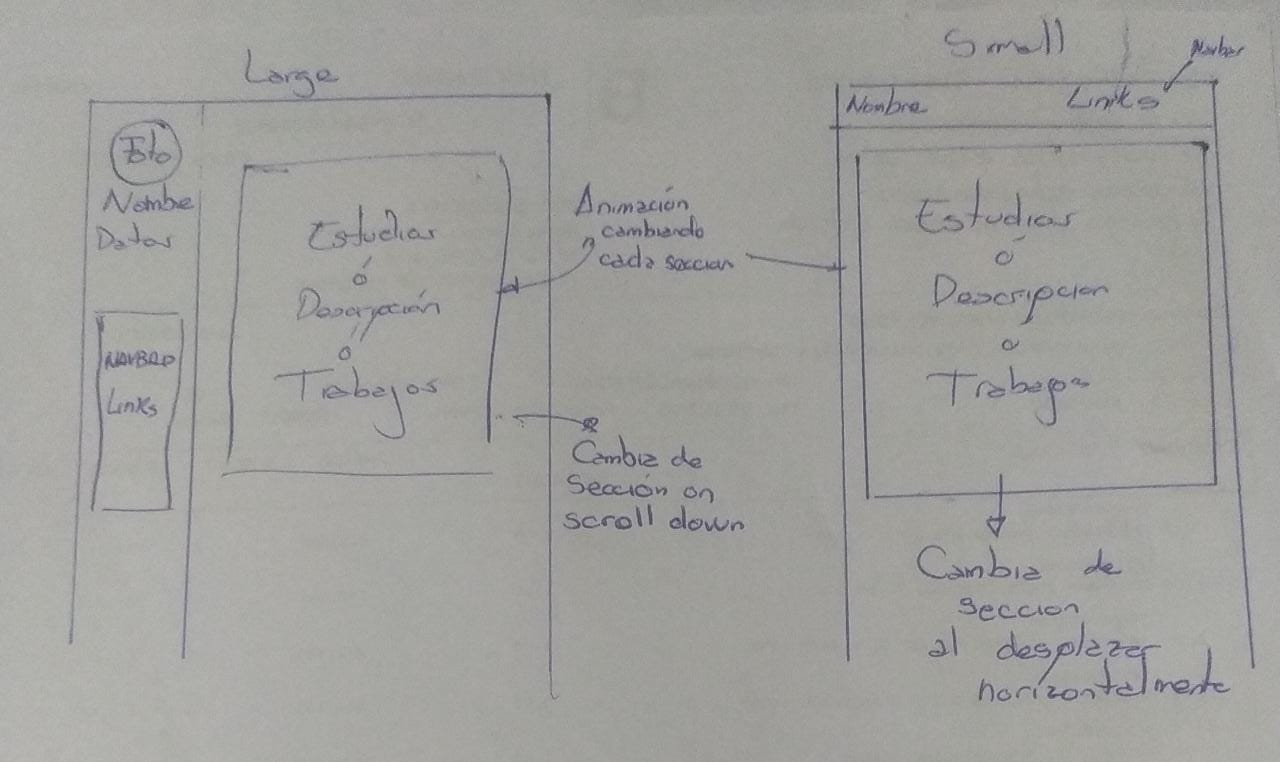 Large
Foto
Nombre
Datos
NAVBAR
Links
Estudios
ó
Descripción
ó
Trabajos
Animación
cambiando
cada seccion
Cambia de
Sección on
scroll down
Small
Navbar
Nombre
Links
Estudios
ó
Descripcion
o
Trabajos
Cambia de
seccion
al desplazar
horizontalmente